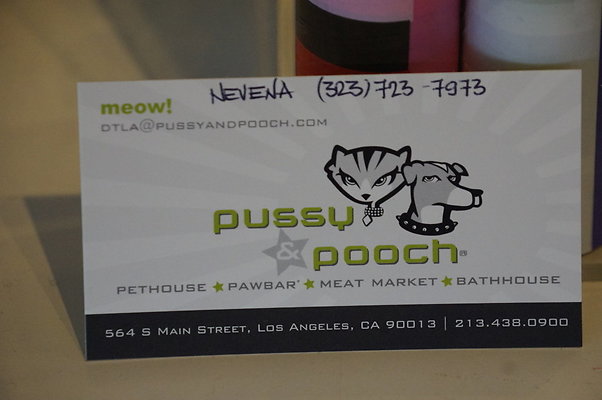 NEVENA (323) 723-7973
meow!
DTLA@PUSSYANDPOOCH.COM
pussy
& pooch®
PETHOUSE ★ PAWBAR® ★ MEAT MARKET ★ BATHHOUSE
564 S MAIN STREET, LOS ANGELES, CA 90013 | 213.438.0900